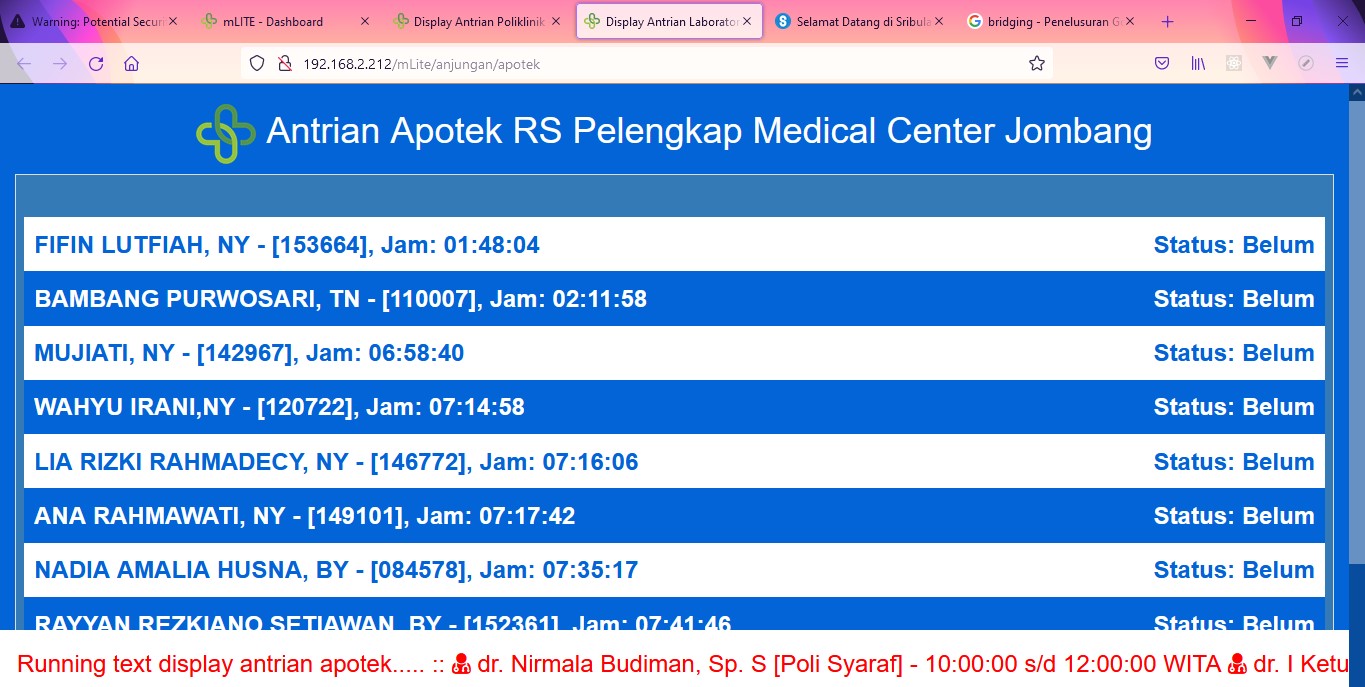 Warning: Potential Securi
mLITE - Dashboard
Display Antrian Poliklinik
Display Antrian Laborator
Selamat Datang di Sribula
bridging - Penelusuran G
192.168.2.212/mLite/anjungan/apotek
Antrian Apotek RS Pelengkap Medical Center Jombang
FIFIN LUTFIAH, NY - [153664], Jam: 01:48:04 Status: Belum
BAMBANG PURWOSARI, TN - [110007], Jam: 02:11:58 Status: Belum
MUJIATI, NY - [142967], Jam: 06:58:40 Status: Belum
WAHYU IRANI,NY - [120722], Jam: 07:14:58 Status: Belum
LIA RIZKI RAHMADECY, NY - [146772], Jam: 07:16:06 Status: Belum
ANA RAHMAWATI, NY - [149101], Jam: 07:17:42 Status: Belum
NADIA AMALIA HUSNA, BY - [084578], Jam: 07:35:17 Status: Belum
RAYYAN REZKIANO SETIAWAN, BY - [152361], Jam: 07:41:46 Status: Belum
Running text display antrian apotek..... :: dr. Nirmala Budiman, Sp. S [Poli Syaraf] - 10:00:00 s/d 12:00:00 WITA dr. I Ketu